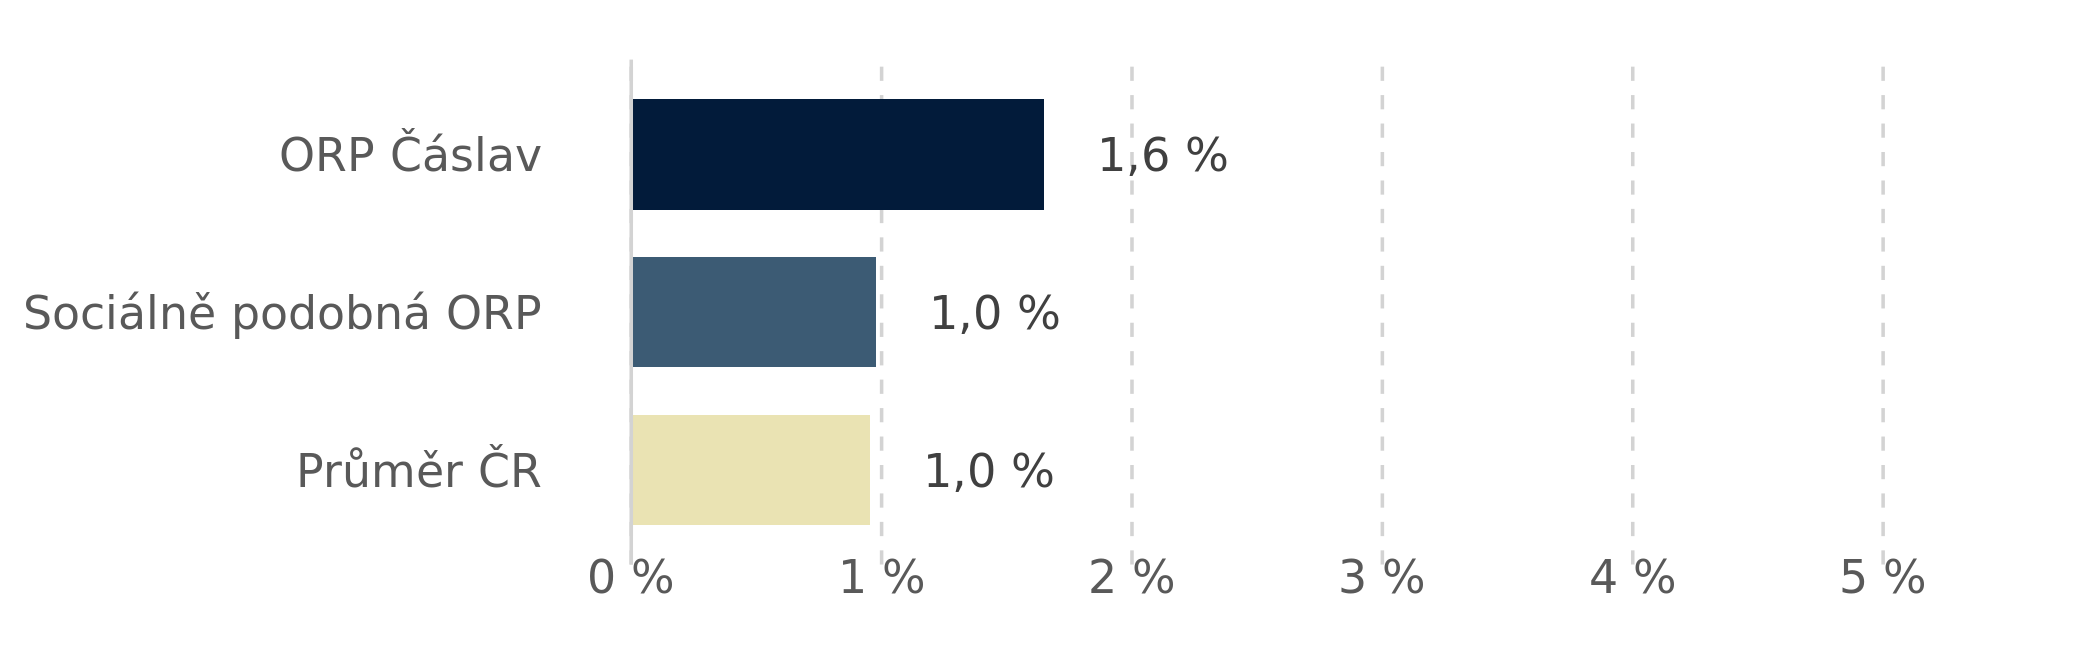 ORP Čáslav
1,6 %
Sociálně podobná ORP
1,0 %
Průměr ČR
1,0 %
0 % 1 % 2 % 3 % 4 % 5 %